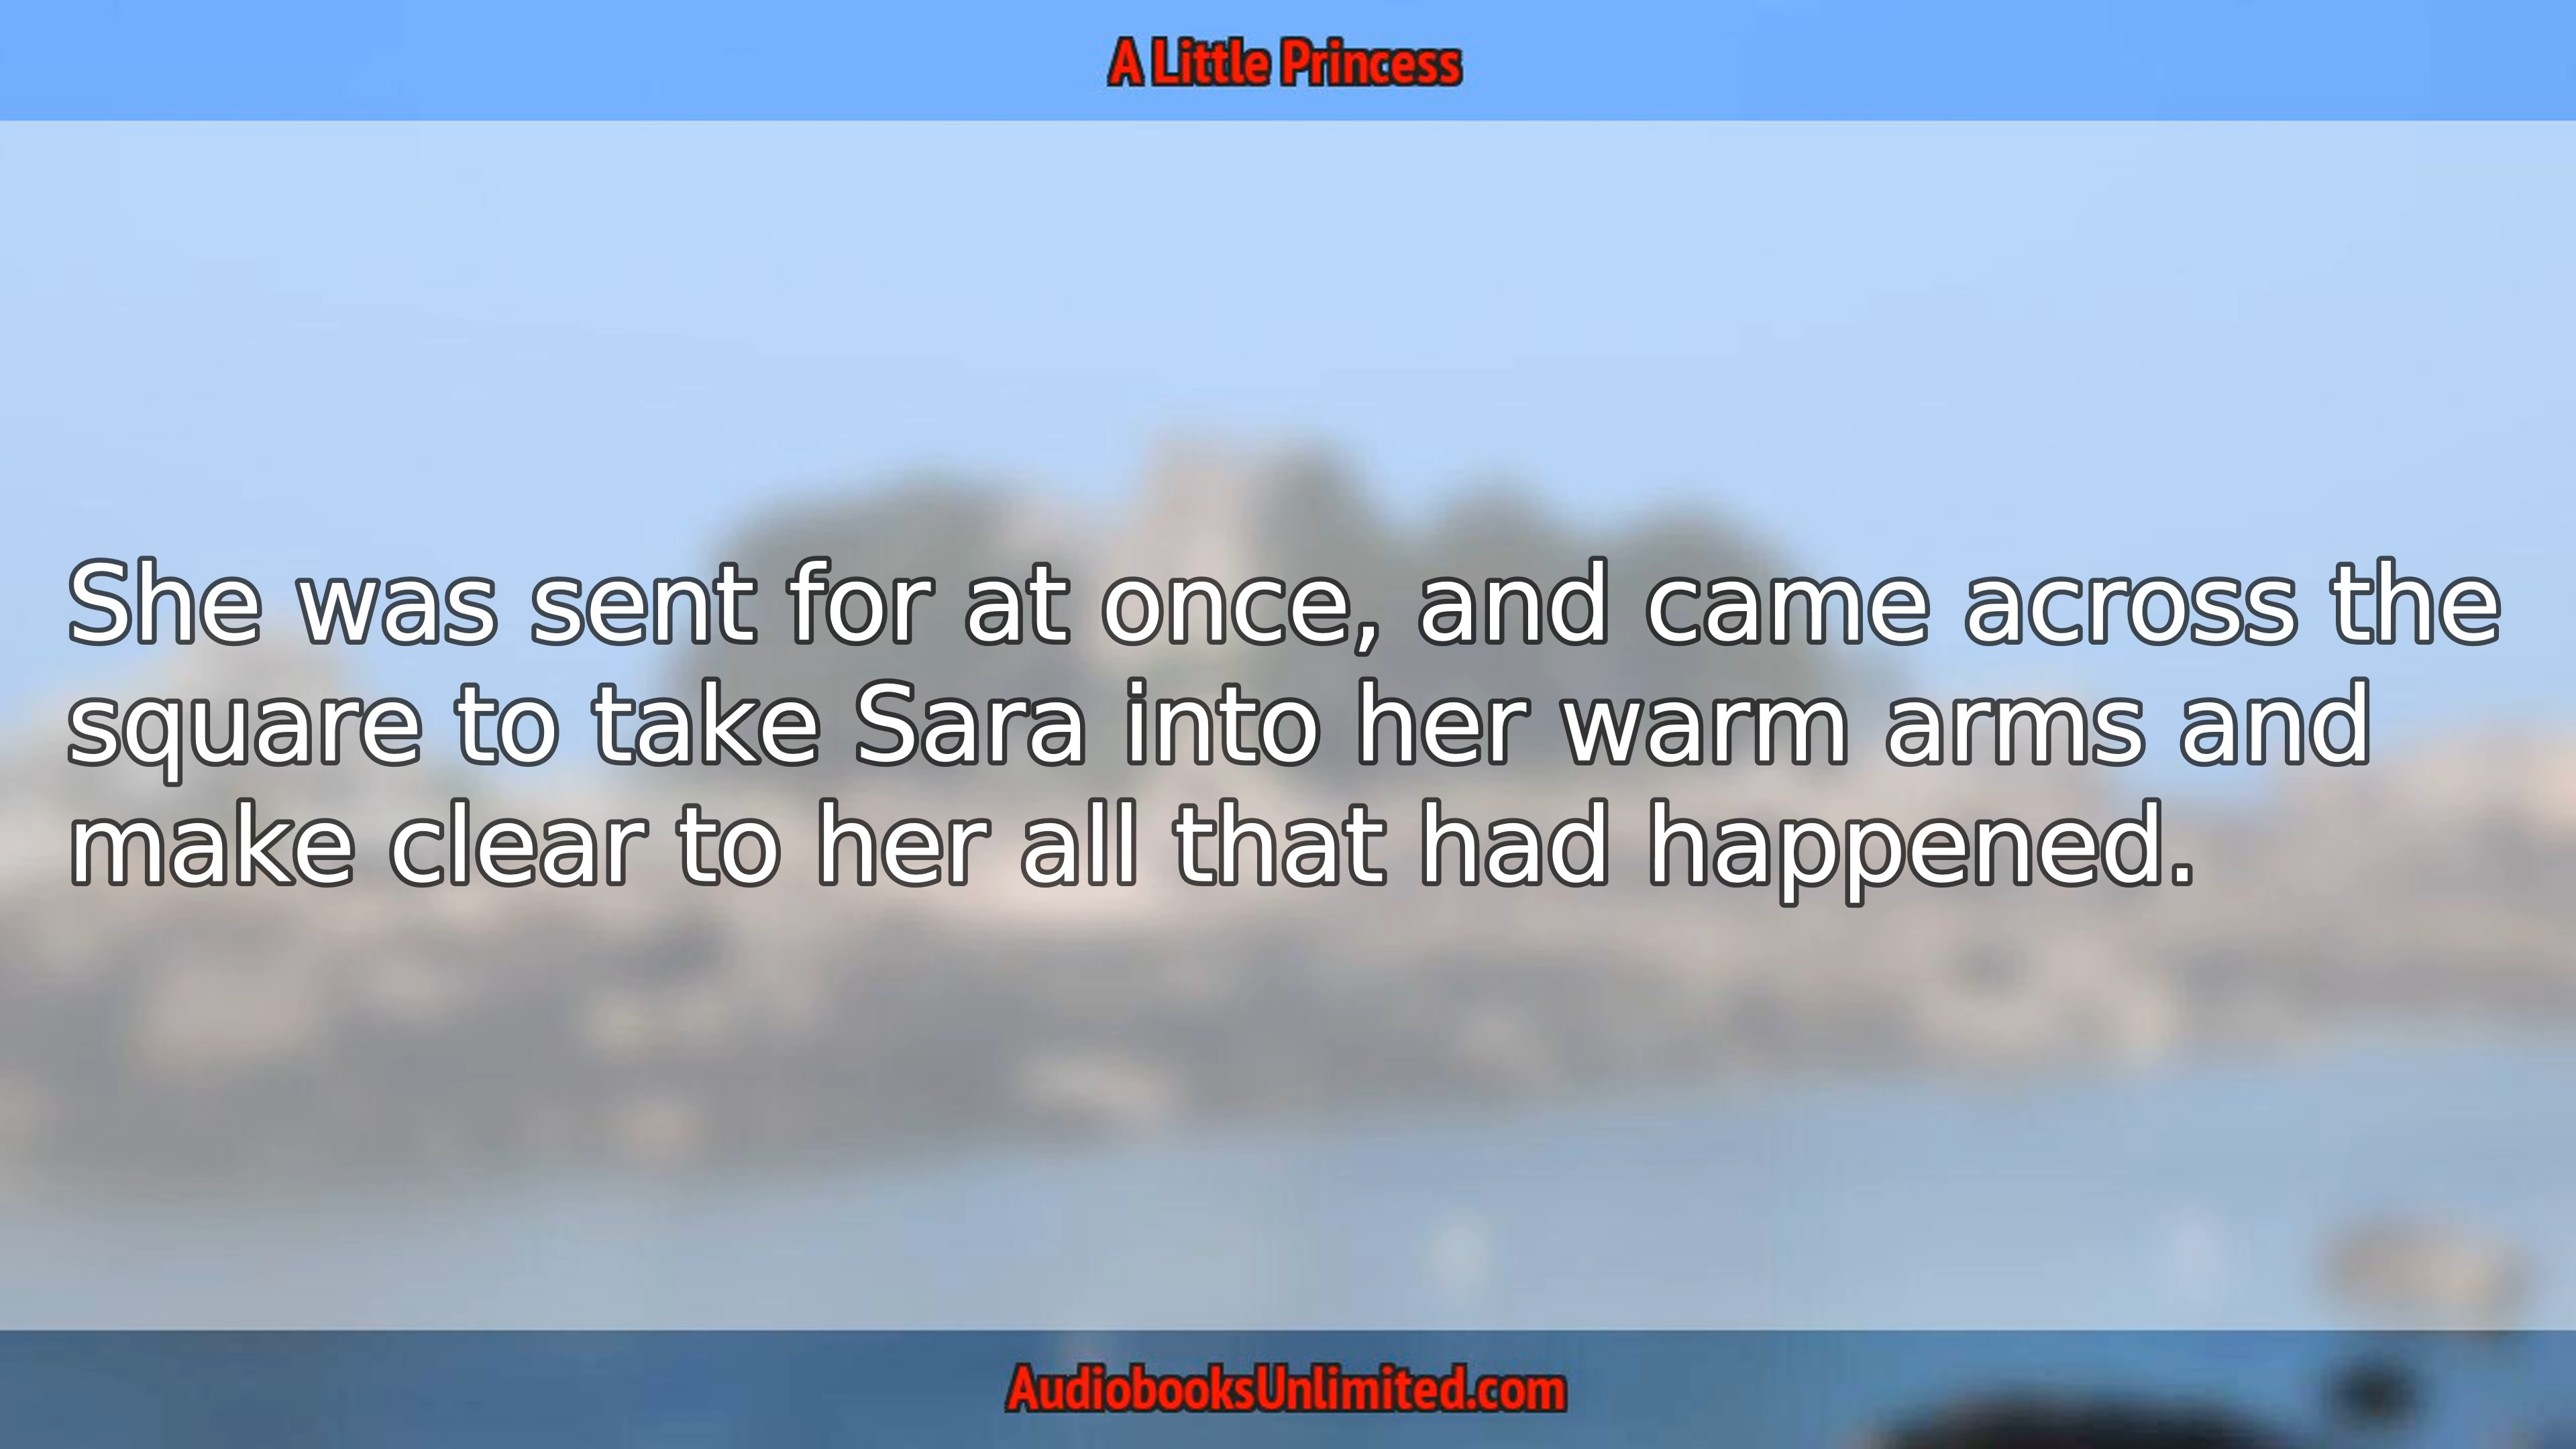 A Little Princess
She was sent for at once, and came across the
square to take Sara into her warm arms and
make clear to her all that had happened.
AudiobooksUnlimited.com